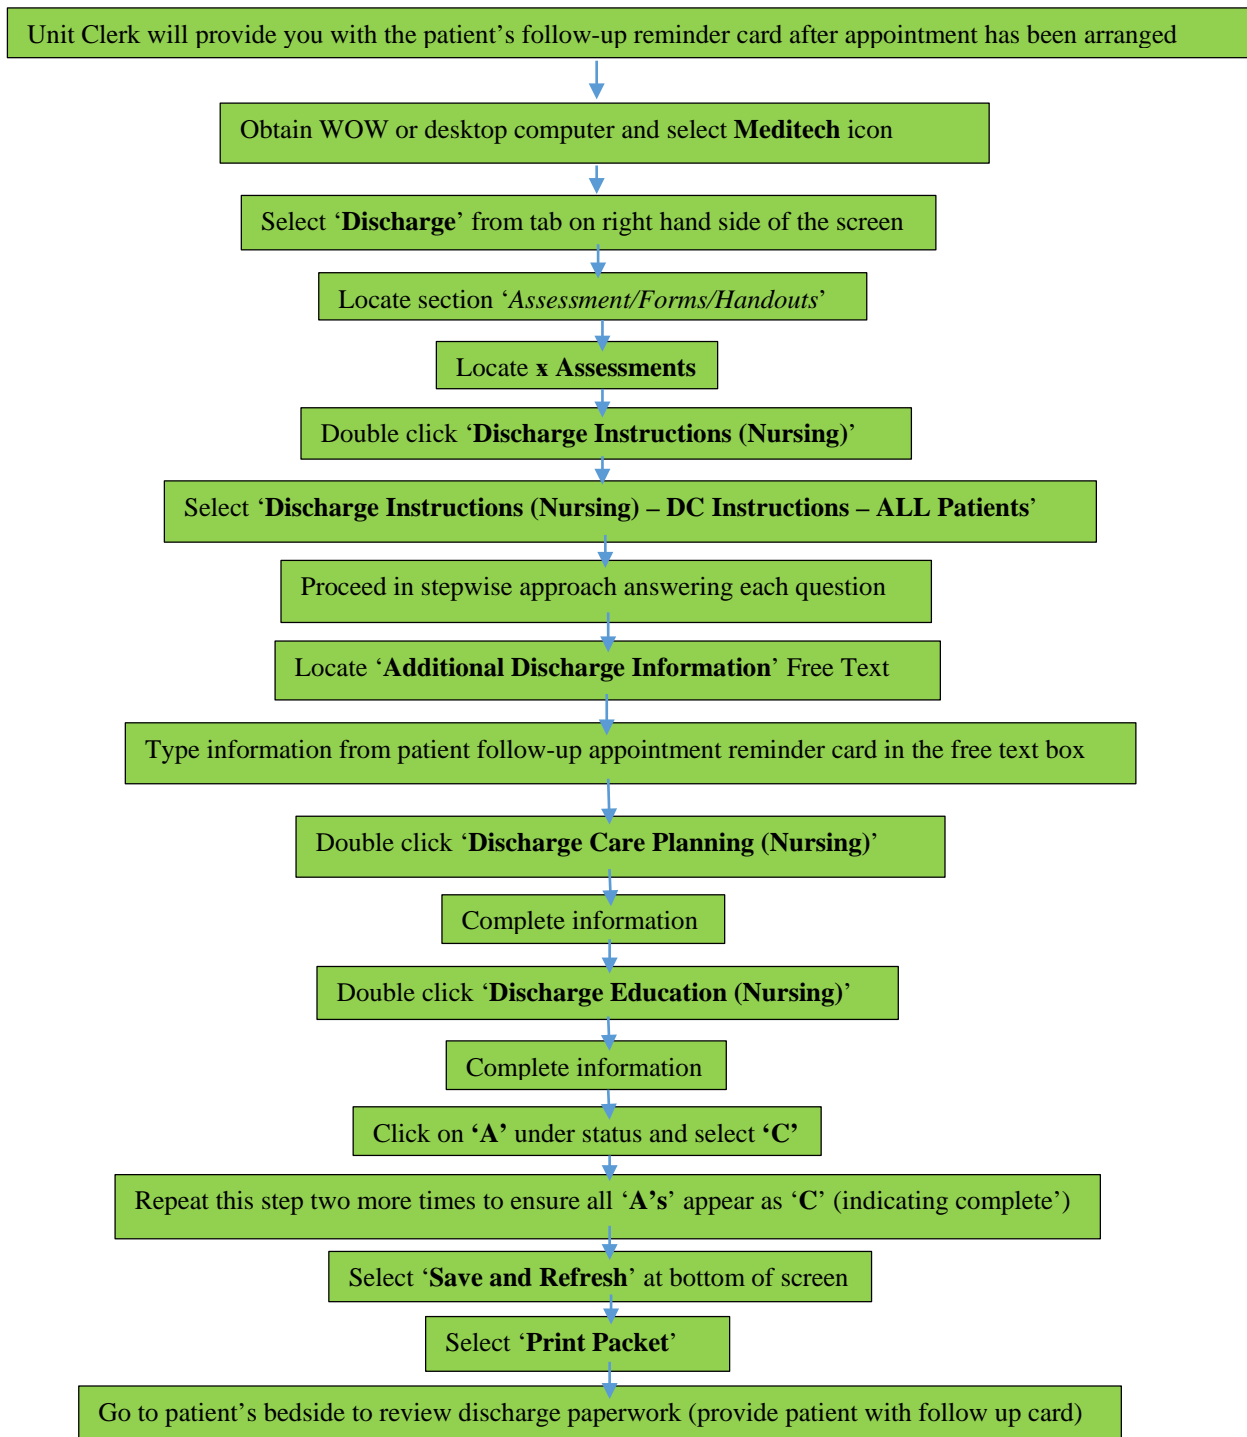 Unit Clerk will provide you with the patient’s follow-up reminder card after appointment has been arranged
Obtain WOW or desktop computer and select Meditech icon
Select ‘Discharge’ from tab on right hand side of the screen
Locate section ‘Assessment/Forms/Handouts’
Locate x Assessments
Double click ‘Discharge Instructions (Nursing)’
Select ‘Discharge Instructions (Nursing) – DC Instructions – ALL Patients’
Proceed in stepwise approach answering each question
Locate ‘Additional Discharge Information’ Free Text
Type information from patient follow-up appointment reminder card in the free text box
Double click ‘Discharge Care Planning (Nursing)’
Complete information
Double click ‘Discharge Education (Nursing)’
Complete information
Click on ‘A’ under status and select ‘C’
Repeat this step two more times to ensure all ‘A’s’ appear as ‘C’ (indicating complete’)
Select ‘Save and Refresh’ at bottom of screen
Select ‘Print Packet’
Go to patient’s bedside to review discharge paperwork (provide patient with follow up card)